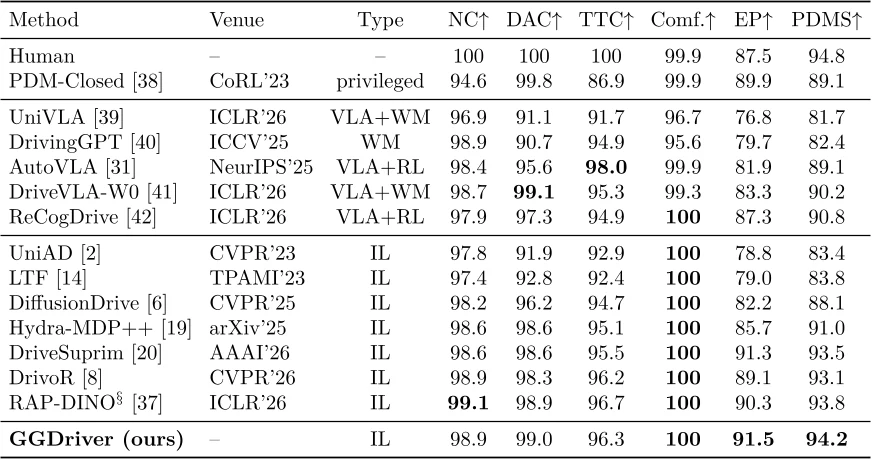 Method Venue Type NC↑ DAC↑ TTC↑ Comf.↑ EP↑ PDMS↑
Human – – 100 100 100 99.9 87.5 94.8
PDM-Closed [38] CoRL'23 privileged 94.6 99.8 86.9 99.9 89.9 89.1
UniVLA [39] ICLR'26 VLA+WM 96.9 91.1 91.7 96.7 76.8 81.7
DrivingGPT [40] ICCV'25 WM 98.9 90.7 94.9 95.6 79.7 82.4
AutoVLA [31] NeurIPS'25 VLA+RL 98.4 95.6 98.0 99.9 81.9 89.1
DriveVLA-W0 [41] ICLR'26 VLA+WM 98.7 99.1 95.3 99.3 83.3 90.2
ReCogDrive [42] ICLR'26 VLA+RL 97.9 97.3 94.9 100 87.3 90.8
UniAD [2] CVPR'23 IL 97.8 91.9 92.9 100 78.8 83.4
LTF [14] TPAMI'23 IL 97.4 92.8 92.4 100 79.0 83.8
DiffusionDrive [6] CVPR'25 IL 98.2 96.2 94.7 100 82.2 88.1
Hydra-MDP++ [19] arXiv'25 IL 98.6 98.6 95.1 100 85.7 91.0
DriveSuprim [20] AAAI'26 IL 98.6 98.6 95.5 100 91.3 93.5
DrivoR [8] CVPR'26 IL 98.9 98.3 96.2 100 89.1 93.1
RAP-DINO§ [37] ICLR'26 IL 99.1 98.9 96.7 100 90.3 93.8
GGDriver (ours) – IL 98.9 99.0 96.3 100 91.5 94.2